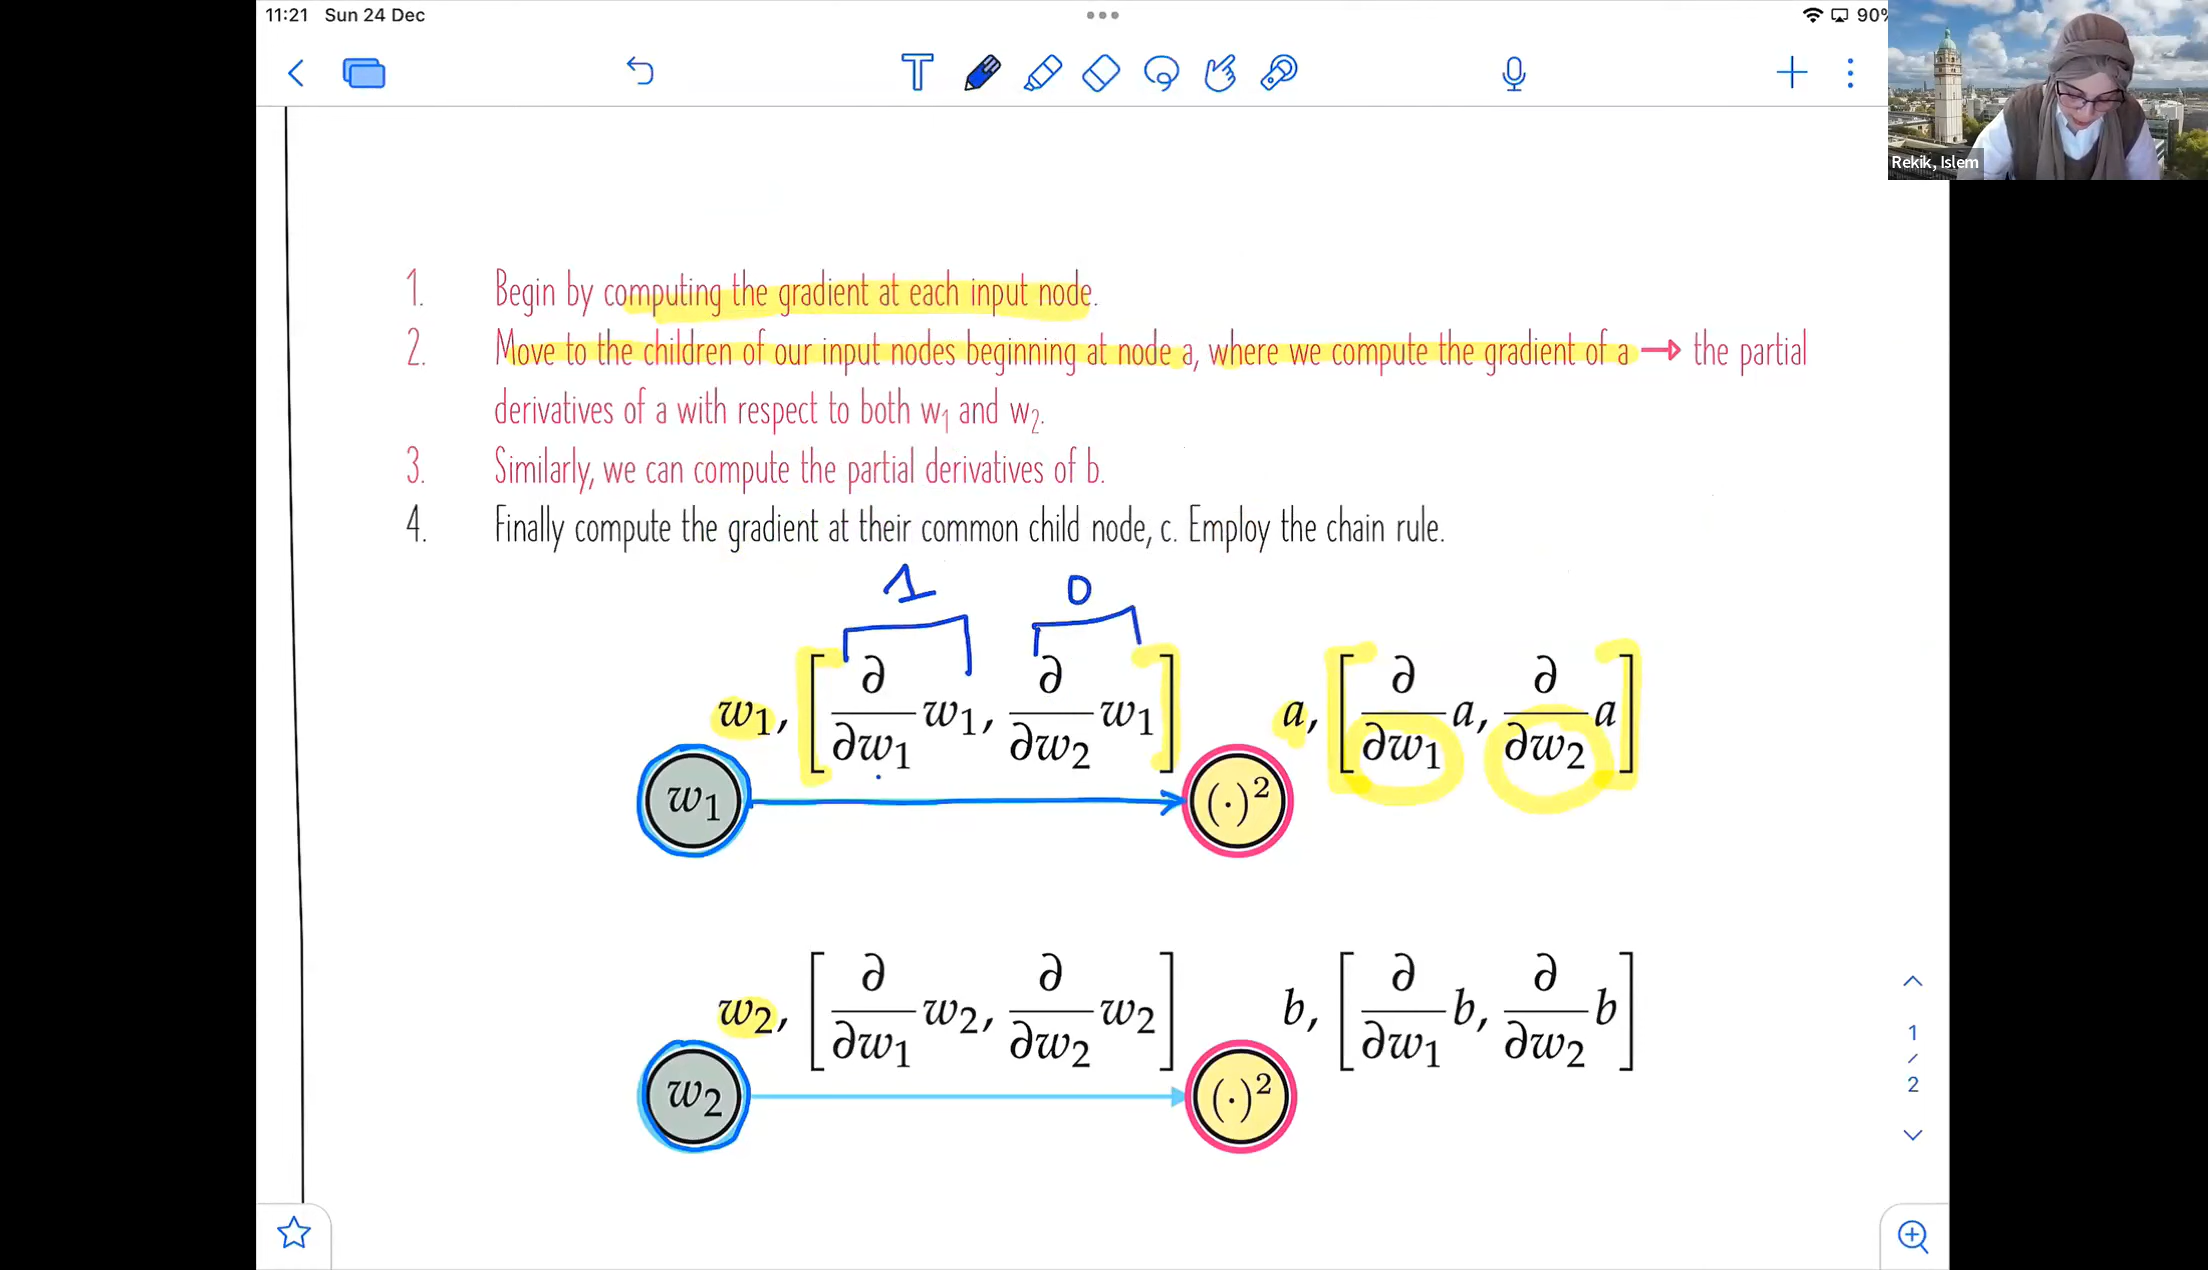 11:21 Sun 24 Dec
90%
Rekik, Islem
1. Begin by computing the gradient at each input node.
2. Move to the children of our input nodes beginning at node a, where we compute the gradient of a → the partial
derivatives of a with respect to both w₁ and w₂.
3. Similarly, we can compute the partial derivatives of b.
4. Finally compute the gradient at their common child node, c. Employ the chain rule.
1 0
w₁, [∂/∂w₁ w₁, ∂/∂w₂ w₁] a, [∂/∂w₁ a, ∂/∂w₂ a]
w₁ (·)²
w₂, [∂/∂w₁ w₂, ∂/∂w₂ w₂] b, [∂/∂w₁ b, ∂/∂w₂ b]
w₂ (·)²
1
/
2